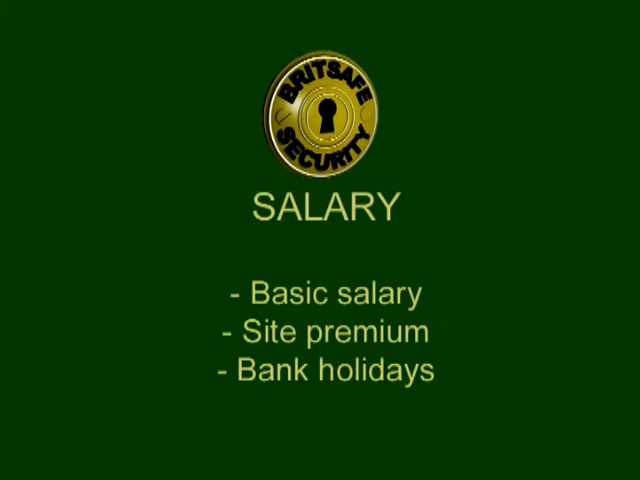 BRITSAFE
SECURITY
SALARY
- Basic salary
- Site premium
- Bank holidays